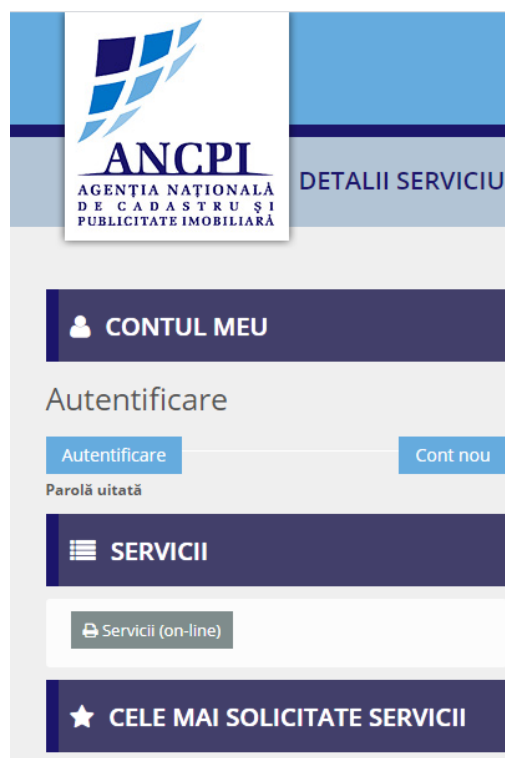 ANCPI
AGENȚIA NAȚIONALĂ
DE CADASTRU ȘI
PUBLICITATE IMOBILIARĂ
DETALII SERVICIU
CONTUL MEU
Autentificare
Autentificare
Cont nou
Parolă uitată
SERVICII
Servicii (on-line)
CELE MAI SOLICITATE SERVICII